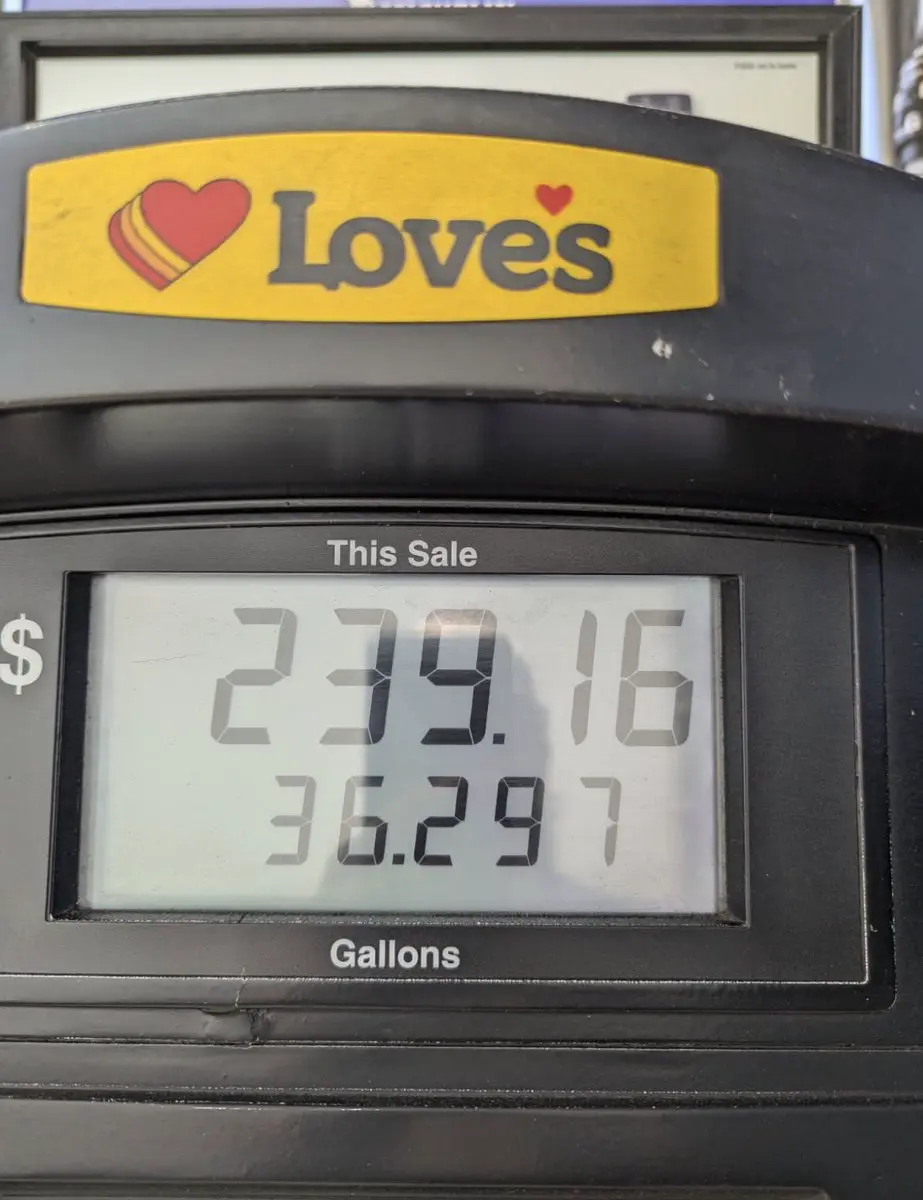 Love's
This Sale
$ 239.16
36.297
Gallons